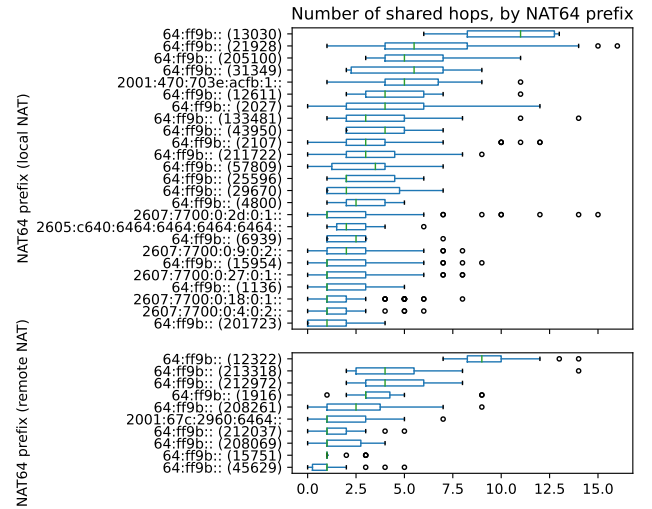 Number of shared hops, by NAT64 prefix
NAT64 prefix (local NAT)
64:ff9b:: (13030)
64:ff9b:: (21928)
64:ff9b:: (205100)
64:ff9b:: (31349)
2001:470:703e:acfb:1::
64:ff9b:: (12611)
64:ff9b:: (2027)
64:ff9b:: (133481)
64:ff9b:: (43950)
64:ff9b:: (2107)
64:ff9b:: (211722)
64:ff9b:: (57809)
64:ff9b:: (25596)
64:ff9b:: (29670)
64:ff9b:: (4800)
2607:7700:0:2d:0:1::
2605:c640:6464:6464:6464:6464::
64:ff9b:: (6939)
2607:7700:0:9:0:2::
64:ff9b:: (15954)
2607:7700:0:27:0:1::
64:ff9b:: (1136)
2607:7700:0:18:0:1::
2607:7700:0:4:0:2::
64:ff9b:: (201723)
NAT64 prefix (remote NAT)
64:ff9b:: (12322)
64:ff9b:: (213318)
64:ff9b:: (212972)
64:ff9b:: (1916)
64:ff9b:: (208261)
2001:67c:2960:6464::
64:ff9b:: (212037)
64:ff9b:: (208069)
64:ff9b:: (15751)
64:ff9b:: (45629)
0.0 2.5 5.0 7.5 10.0 12.5 15.0